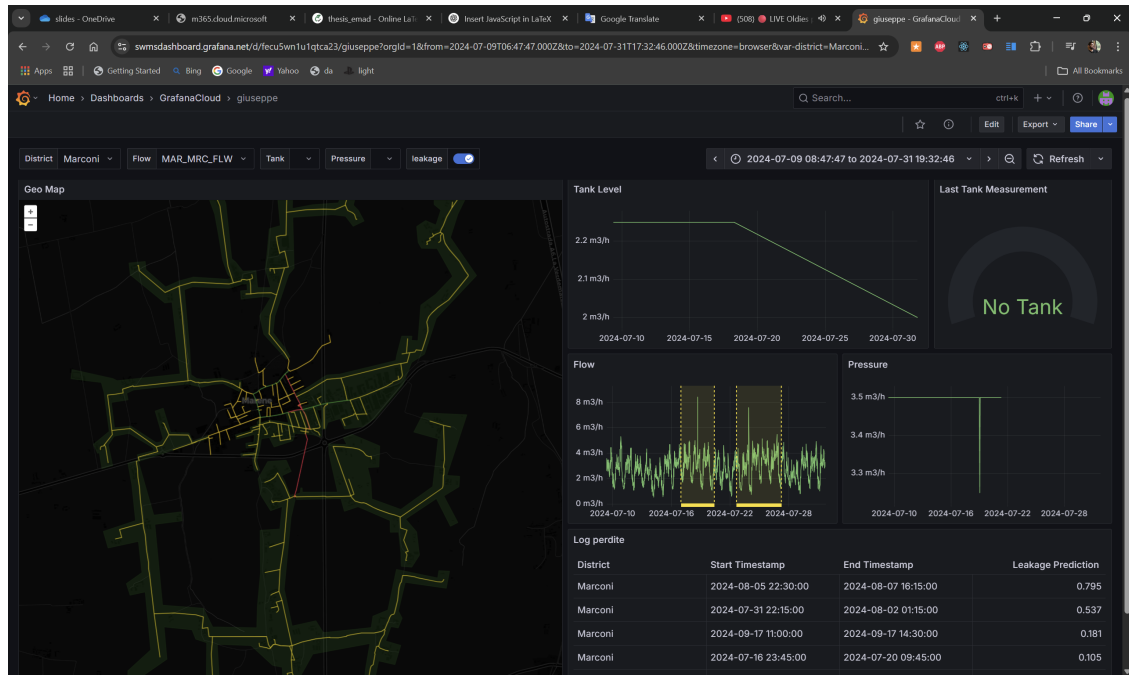 slides - OneDrive
m365.cloud.microsoft
thesis_emad - Online LaT
Insert JavaScript in LaTeX
Google Translate
(508) LIVE Oldies
giuseppe - GrafanaCloud
swmsdashboard.grafana.net/d/fecu5wn1u1qtca23/giuseppe?orgId=1&from=2024-07-09T06:47:47.000Z&to=2024-07-31T17:32:46.000Z&timezone=browser&var-district=Marconi...
Apps
Getting Started
Bing
Google
Yahoo
da
light
All Bookmarks
Home > Dashboards > GrafanaCloud > giuseppe
Search...
ctrl+k
Edit
Export
Share
District
Marconi
Flow
MAR_MRC_FLW
Tank
Pressure
leakage
2024-07-09 08:47:47 to 2024-07-31 19:32:46
Refresh
Geo Map
+
-
Tank Level
2.2 m3/h
2.1 m3/h
2 m3/h
2024-07-10 2024-07-15 2024-07-20 2024-07-25 2024-07-30
Last Tank Measurement
No Tank
Flow
8 m3/h
6 m3/h
4 m3/h
2 m3/h
0 m3/h
2024-07-10 2024-07-16 2024-07-22 2024-07-28
Pressure
3.5 m3/h
3.4 m3/h
3.3 m3/h
2024-07-10 2024-07-16 2024-07-22 2024-07-28
Log perdite
District Start Timestamp End Timestamp Leakage Prediction
Marconi 2024-08-05 22:30:00 2024-08-07 16:15:00 0.795
Marconi 2024-07-31 22:15:00 2024-08-02 01:15:00 0.537
Marconi 2024-09-17 11:00:00 2024-09-17 14:30:00 0.181
Marconi 2024-07-16 23:45:00 2024-07-20 09:45:00 0.105